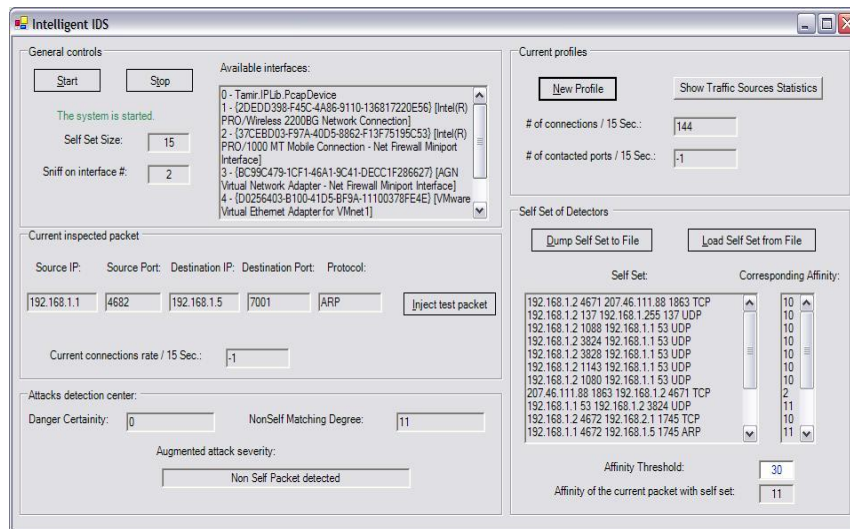 Intelligent IDS
General controls
Start
Stop
The system is started.
Self Set Size:
15
Sniff on interface #:
2
Available interfaces:
0 - Tamir.IPLib.PcapDevice
1 - {2DEDD398-F45C-4A86-9110-136817220E56} [Intel(R)
PRO/Wireless 2200BG Network Connection]
2 - {37CEBD03-F97A-40D5-8862-F13F75195C53} [Intel(R)
PRO/1000 MT Mobile Connection - Net Firewall Miniport
Interface]
3 - {BC99C479-1CF1-46A1-9C41-DECC1F286627} [AGN
Virtual Network Adapter - Net Firewall Miniport Interface]
4 - {D0256403-B100-41D5-BF9A-11100378FE4E} [VMware
Virtual Ethernet Adapter for VMnet1]
Current inspected packet
Source IP: Source Port: Destination IP: Destination Port: Protocol:
192.168.1.1 4682 192.168.1.5 7001 ARP
Inject test packet
Current connections rate / 15 Sec.: -1
Attacks detection center:
Danger Certainity: 0
NonSelf Matching Degree: 11
Augmented attack severity:
Non Self Packet detected
Current profiles
New Profile
Show Traffic Sources Statistics
# of connections / 15 Sec.: 144
# of contacted ports / 15 Sec.: -1
Self Set of Detectors
Dump Self Set to File
Load Self Set from File
Self Set: Corresponding Affinity:
192.168.1.2 4671 207.46.111.88 1863 TCP 10
192.168.1.2 137 192.168.1.255 137 UDP 10
192.168.1.2 1088 192.168.1.1 53 UDP 10
192.168.1.2 3824 192.168.1.1 53 UDP 10
192.168.1.2 3828 192.168.1.1 53 UDP 10
192.168.1.2 1143 192.168.1.1 53 UDP 10
192.168.1.2 1080 192.168.1.1 53 UDP 10
207.46.111.88 1863 192.168.1.2 4671 TCP 2
192.168.1.1 53 192.168.1.2 3824 UDP 11
192.168.1.2 4672 192.168.2.1 1745 TCP 10
192.168.1.1 4672 192.168.1.5 1745 ARP 11
Affinity Threshold: 30
Affinity of the current packet with self set: 11